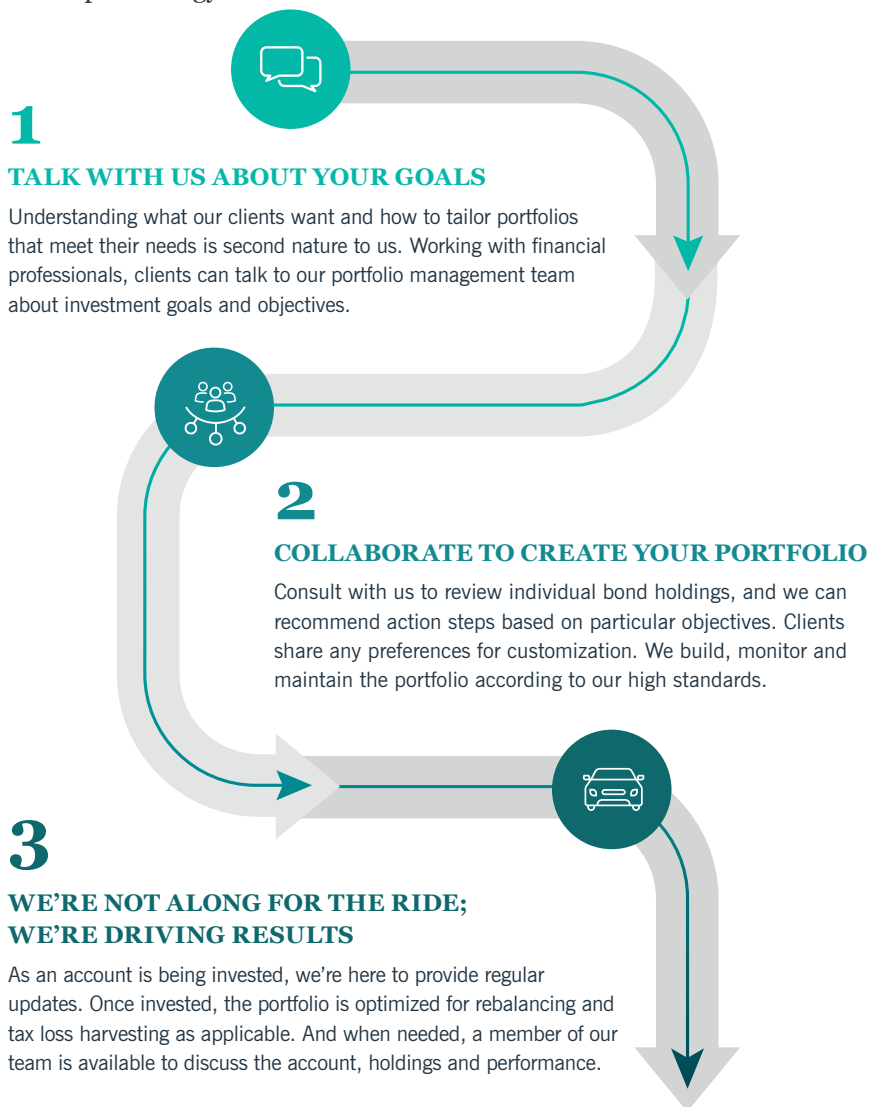 1
TALK WITH US ABOUT YOUR GOALS
Understanding what our clients want and how to tailor portfolios
that meet their needs is second nature to us. Working with financial
professionals, clients can talk to our portfolio management team
about investment goals and objectives.
2
COLLABORATE TO CREATE YOUR PORTFOLIO
Consult with us to review individual bond holdings, and we can
recommend action steps based on particular objectives. Clients
share any preferences for customization. We build, monitor and
maintain the portfolio according to our high standards.
3
WE’RE NOT ALONG FOR THE RIDE;
WE’RE DRIVING RESULTS
As an account is being invested, we’re here to provide regular
updates. Once invested, the portfolio is optimized for rebalancing and
tax loss harvesting as applicable. And when needed, a member of our
team is available to discuss the account, holdings and performance.